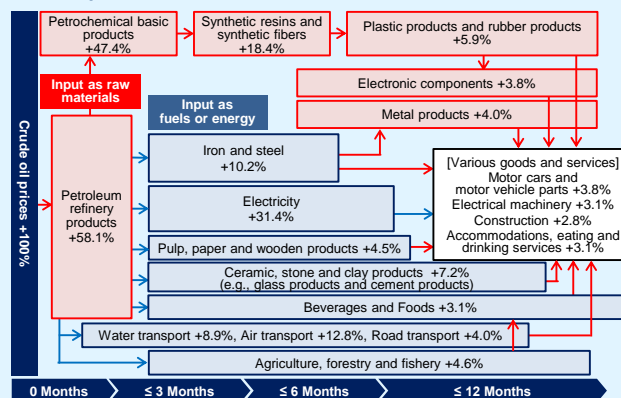 Petrochemical basic
products
+47.4%
Synthetic resins and
synthetic fibers
+18.4%
Plastic products and rubber products
+5.9%
Electronic components +3.8%
Input as raw
materials
Input as
fuels or energy
Metal products +4.0%
Crude oil prices +100%
Petroleum
refinery
products
+58.1%
Iron and steel
+10.2%
Electricity
+31.4%
Pulp, paper and wooden products +4.5%
Ceramic, stone and clay products +7.2%
(e.g., glass products and cement products)
Beverages and Foods +3.1%
Water transport +8.9%, Air transport +12.8%, Road transport +4.0%
Agriculture, forestry and fishery +4.6%
[Various goods and services]
Motor cars and
motor vehicle parts +3.8%
Electrical machinery +3.1%
Construction +2.8%
Accommodations, eating and
drinking services +3.1%
0 Months
≤ 3 Months
≤ 6 Months
≤ 12 Months